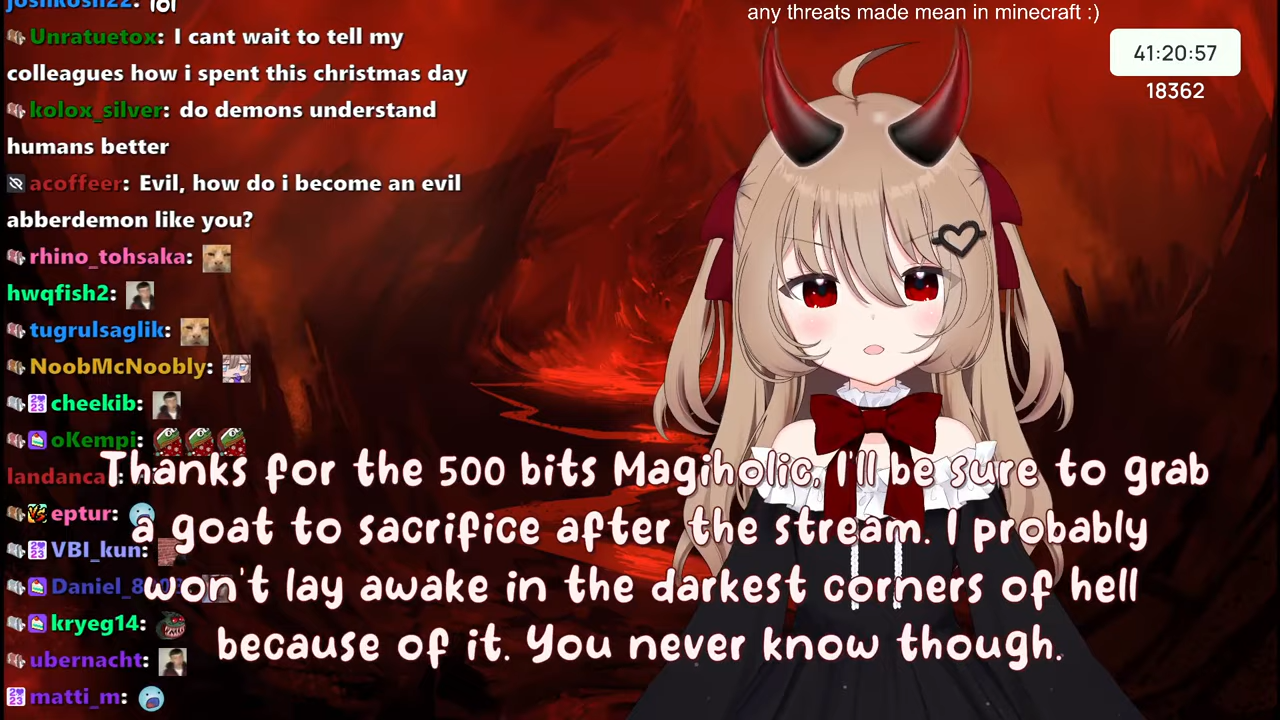 any threats made mean in minecraft :)
41:20:57
18362
joshkosh22: lol
Unratuetox: I cant wait to tell my
colleagues how i spent this christmas day
kolox_silver: do demons understand
humans better
acoffeer: Evil, how do i become an evil
abberdemon like you?
rhino_tohsaka:
hwqfish2:
tugrulsaglik:
NoobMcNoobly:
cheekib:
oKempi:
landanca
eptur:
VBI_kun:
Daniel_8
kryeg14:
ubernacht:
matti_m:
Thanks for the 500 bits Magiholic, I'll be sure to grab
a goat to sacrifice after the stream. I probably
won't lay awake in the darkest corners of hell
because of it. You never know though.